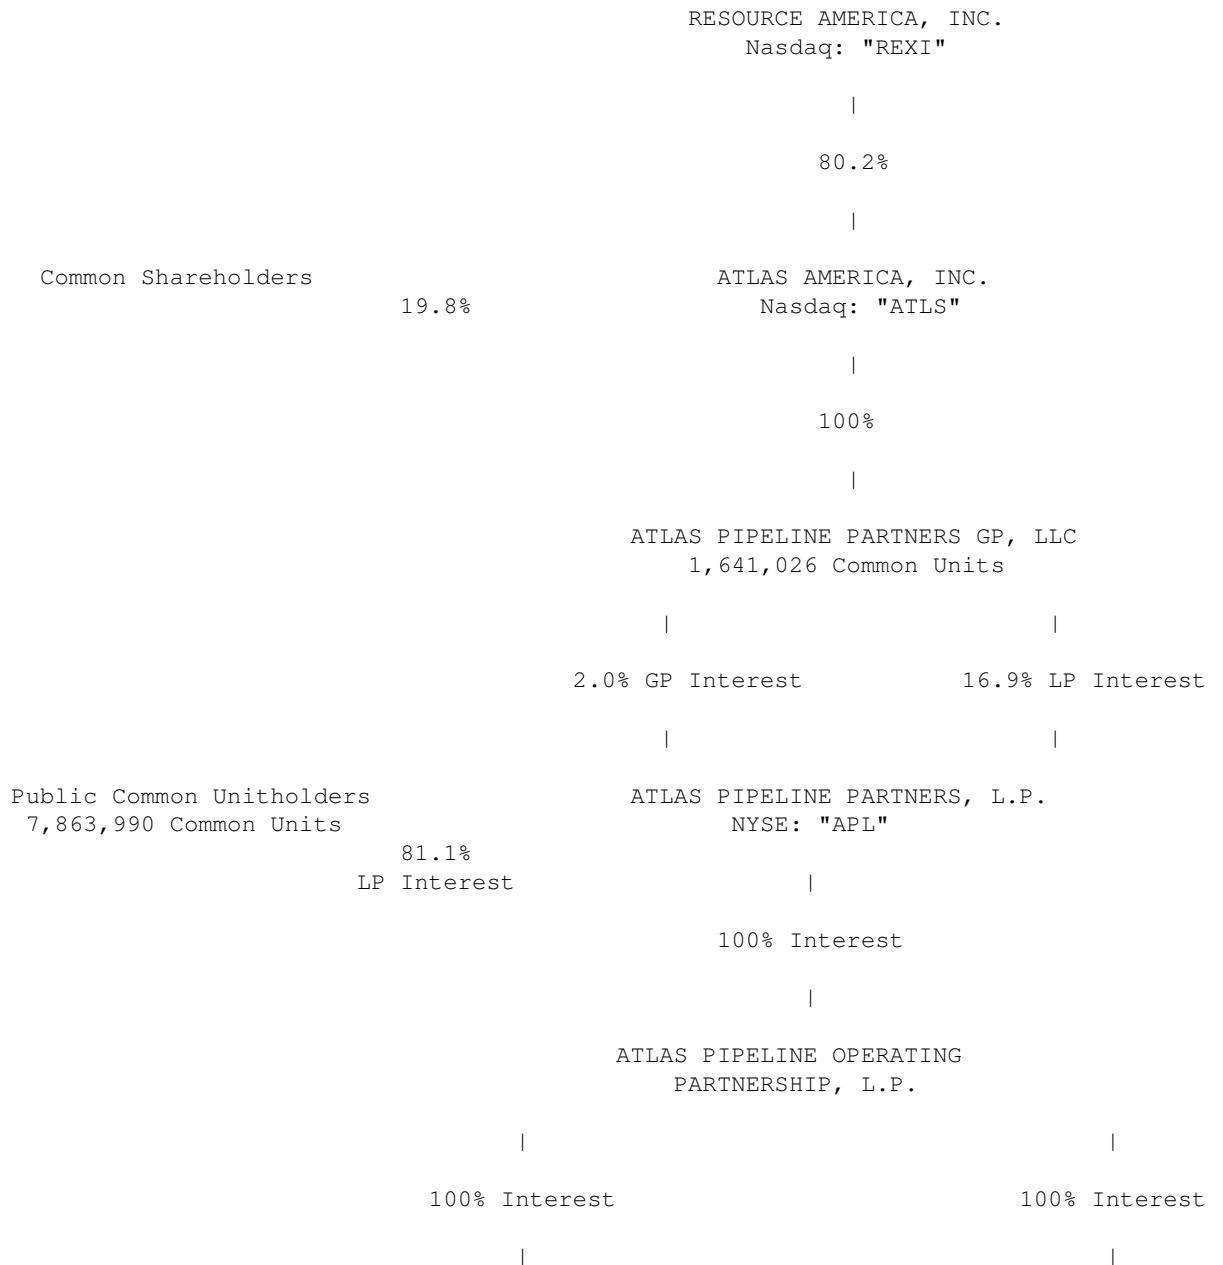 RESOURCE AMERICA, INC.
Nasdaq: "REXI"
|
80.2%
|
Common Shareholders ATLAS AMERICA, INC.
19.8% Nasdaq: "ATLS"
|
100%
|
ATLAS PIPELINE PARTNERS GP, LLC
1,641,026 Common Units
| |
2.0% GP Interest 16.9% LP Interest
| |
Public Common Unitholders ATLAS PIPELINE PARTNERS, L.P.
7,863,990 Common Units NYSE: "APL"
81.1%
LP Interest |
100% Interest
|
ATLAS PIPELINE OPERATING
PARTNERSHIP, L.P.
| |
100% Interest 100% Interest
| |